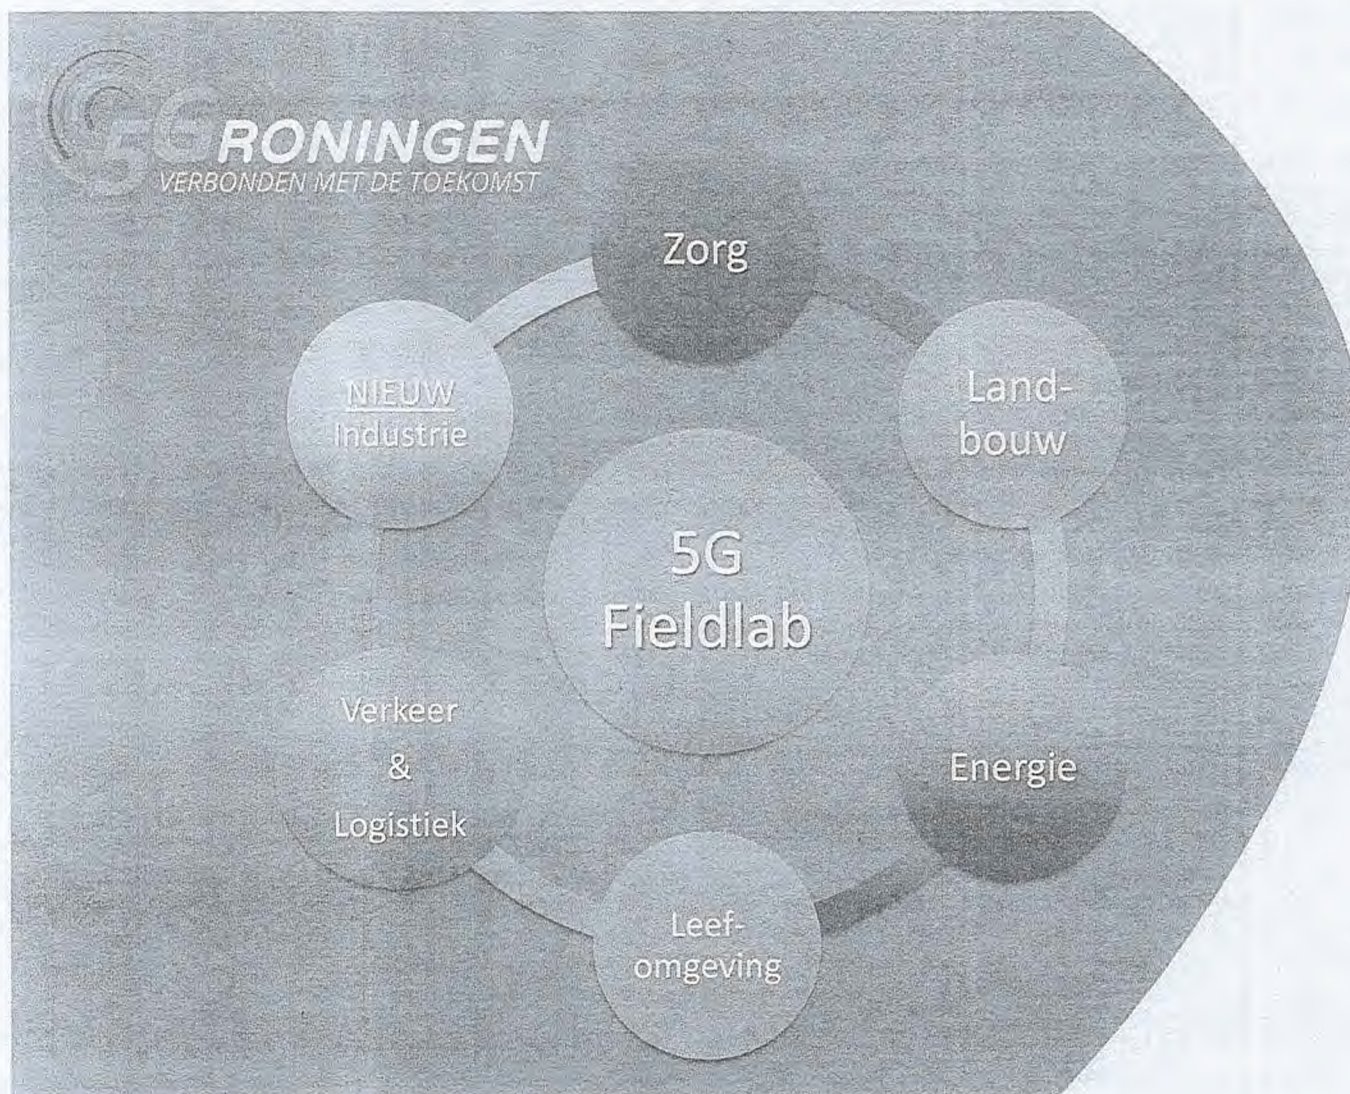 5GRONINGEN
VERBONDEN MET DE TOEKOMST
Zorg
Land-
bouw
Energie
Leef-
omgeving
Verkeer
&
Logistiek
NIEUW
Industrie
5G
Fieldlab